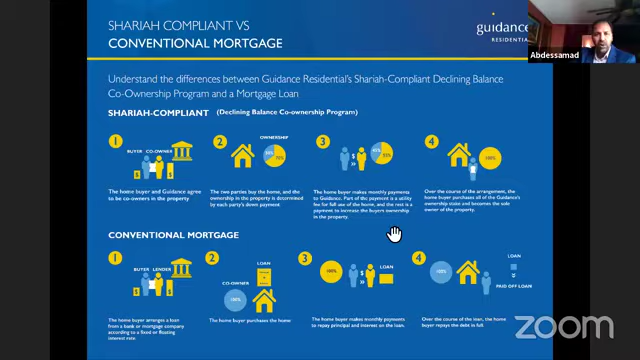 SHARIAH COMPLIANT VS
CONVENTIONAL MORTGAGE
guidance
RESIDENTIAL
Abdessamad
Understand the differences between Guidance Residential's Shariah-Compliant Declining Balance
Co-Ownership Program and a Mortgage Loan
SHARIAH-COMPLIANT (Declining Balance Co-ownership Program)
1
BUYER CO-OWNER
The home buyer and Guidance agree
to be co-owners in the property
2
OWNERSHIP
The two parties buy the home, and the
ownership in the property is determined
by each party's down payment
3
The home buyer makes monthly payments
to Guidance. Part of the payment is a utility
fee for full use of the home, and the rest is a
payment to increase the buyers ownership
in the property.
4
100%
Over the course of the arrangement, the home
buyer purchases all of the Guidance's
ownership stake and becomes the sole
owner of the property.
CONVENTIONAL MORTGAGE
1
BUYER LENDER
The home buyer arranges a loan
from a bank or mortgage company
according to a fixed or floating
interest rate
2
LOAN
CO-OWNER
100%
The home buyer purchases the home
3
100%
LOAN
The home buyer makes monthly payments
to repay principal and interest on the loan.
4
100%
LOAN
PAID OFF LOAN
Over the course of the loan, the home
buyer repays the debt in full.
zoom